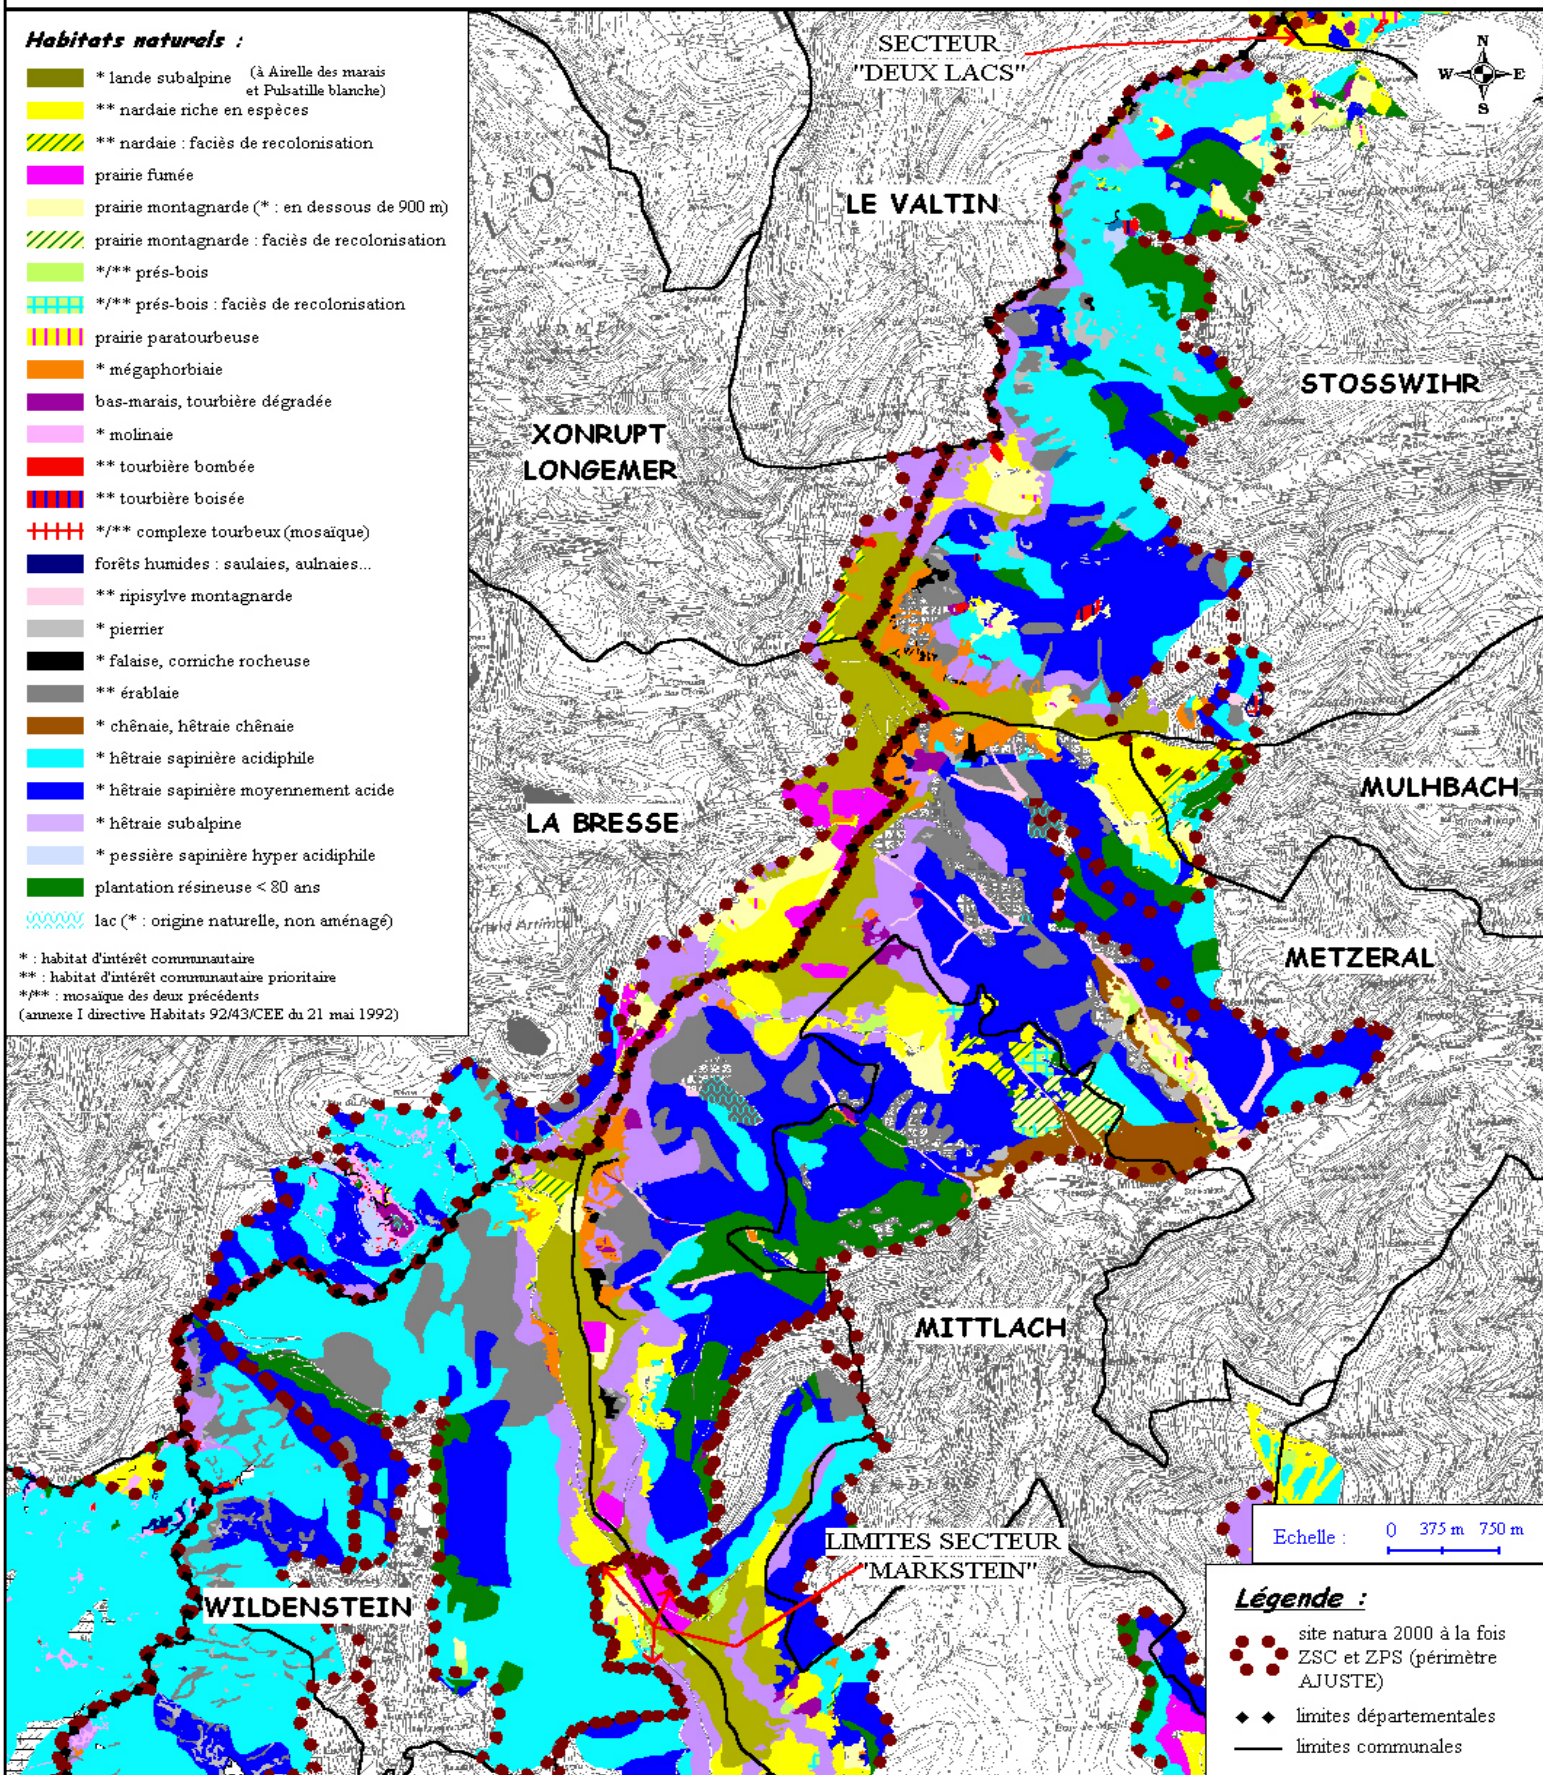 Habitats naturels :
* lande subalpine (à Airelle des marais
et Pulsatille blanche)
** nardaie riche en espèces
** nardaie : faciès de recolonisation
prairie fumée
prairie montagnarde (* : en dessous de 900 m)
prairie montagnarde : faciès de recolonisation
*/** prés-bois
*/** prés-bois : faciès de recolonisation
prairie paratourbeuse
* mégaphorbiaie
bas-marais, tourbière dégradée
* molinaie
** tourbière bombée
** tourbière boisée
*/** complexe tourbeux (mosaïque)
forêts humides : saulaies, aulnaies...
** ripisylve montagnarde
* pierrier
* falaise, corniche rocheuse
** érablaie
* chênaie, hêtraie chênaie
* hêtraie sapinière acidiphile
* hêtraie sapinière moyennement acide
* hêtraie subalpine
* pessière sapinière hyper acidiphile
plantation résineuse < 80 ans
lac (* : origine naturelle, non aménagé)
* : habitat d'intérêt communautaire
** : habitat d'intérêt communautaire prioritaire
*/** : mosaïque des deux précédents
(annexe I directive Habitats 92/43/CEE du 21 mai 1992)
SECTEUR
"DEUX LACS"
N
W E
S
LE VALTIN
STOSSWIHR
XONRUPT
LONGEMER
MULHBACH
LA BRESSE
METZERAL
MITTLACH
LIMITES SECTEUR
"MARKSTEIN"
WILDENSTEIN
Echelle : 0 375 m 750 m
Légende :
site natura 2000 à la fois
ZSC et ZPS (périmètre
AJUSTE)
limites départementales
limites communales